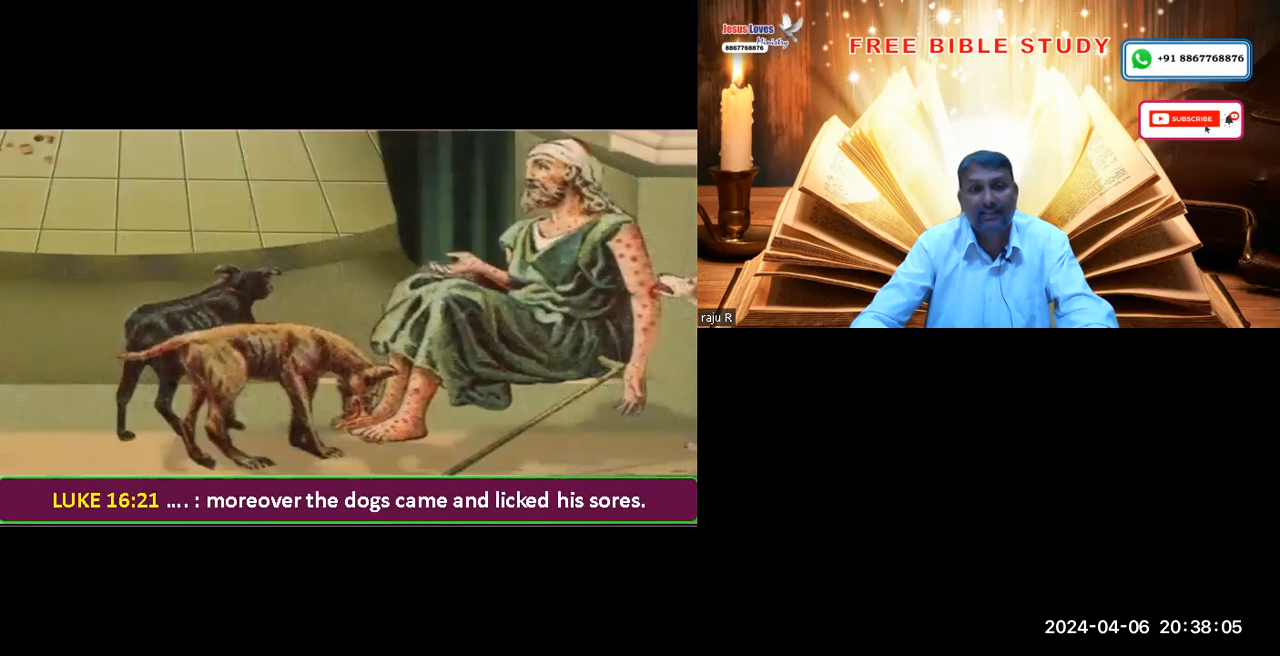 Jesus Loves
Ministry
8867768876
FREE BIBLE STUDY
+91 8867768876
SUBSCRIBE
raju R
LUKE 16:21 .... : moreover the dogs came and licked his sores.
2024-04-06 20:38:05